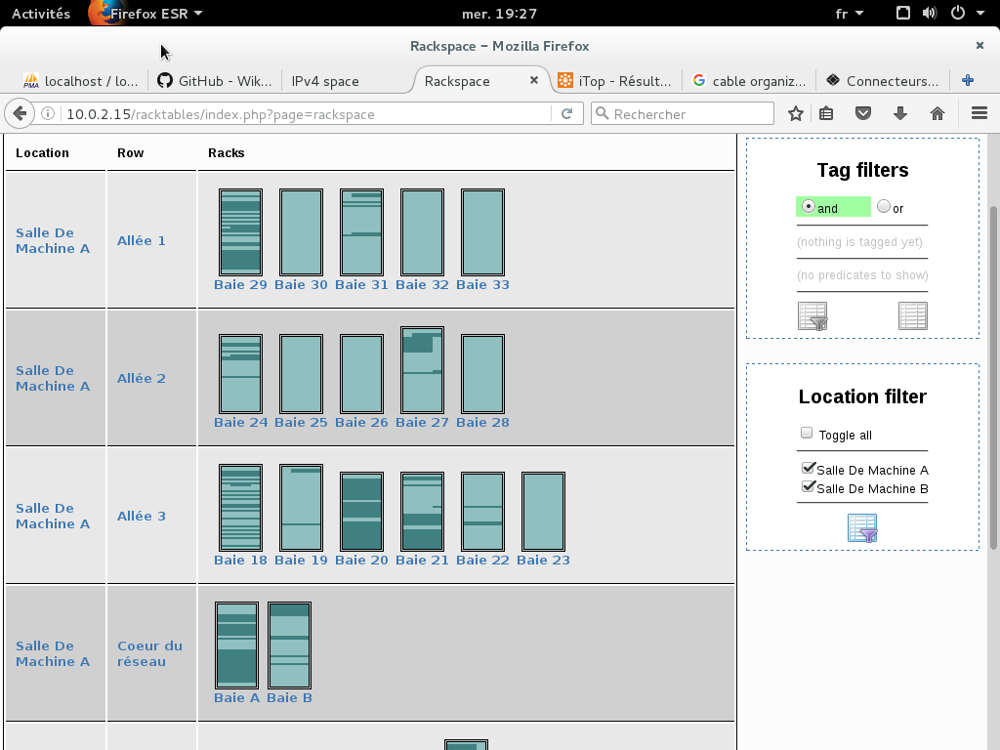 Activités Firefox ESR mer. 19:27 fr
Rackspace – Mozilla Firefox
localhost / lo... GitHub - Wik... IPv4 space Rackspace iTop - Résult... cable organiz... Connecteurs...
10.0.2.15/racktables/index.php?page=rackspace Rechercher
Location Row Racks
Salle De
Machine A
Allée 1
Baie 29 Baie 30 Baie 31 Baie 32 Baie 33
Salle De
Machine A
Allée 2
Baie 24 Baie 25 Baie 26 Baie 27 Baie 28
Salle De
Machine A
Allée 3
Baie 18 Baie 19 Baie 20 Baie 21 Baie 22 Baie 23
Salle De
Machine A
Coeur du
réseau
Baie A Baie B
Tag filters
and or
(nothing is tagged yet)
(no predicates to show)
Location filter
Toggle all
Salle De Machine A
Salle De Machine B